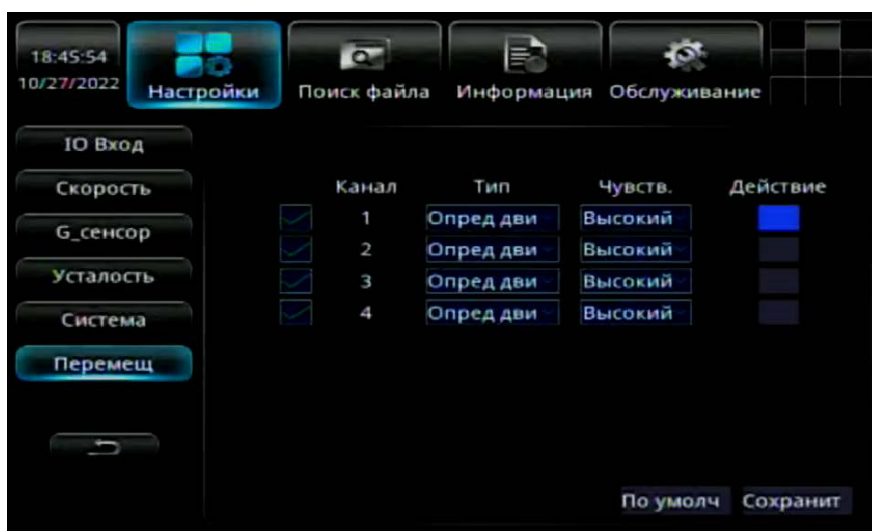 18:45:54
10/27/2022
Настройки
Поиск файла
Информация
Обслуживание
IO Вход
Скорость
G_сенсор
Усталость
Система
Перемещ
Канал Тип Чувств. Действие
1 Опред дви Высокий
2 Опред дви Высокий
3 Опред дви Высокий
4 Опред дви Высокий
По умолч Сохранит